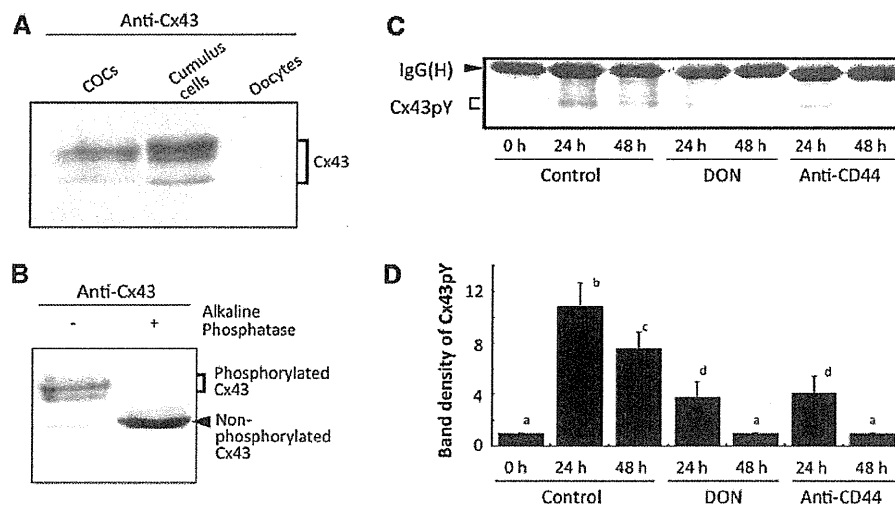 A
Anti-Cx43
COCs
Cumulus
cells
Oocytes
Cx43
B
Anti-Cx43
-
+
Alkaline
Phosphatase
Phosphorylated
Cx43
Non-
phosphorylated
Cx43
C
IgG(H)
Cx43pY
0 h
24 h
48 h
24 h
48 h
24 h
48 h
Control
DON
Anti-CD44
D
Band density of Cx43pY
12
8
4
0
a
b
c
d
a
d
a
0 h
24 h
48 h
24 h
48 h
24 h
48 h
Control
DON
Anti-CD44